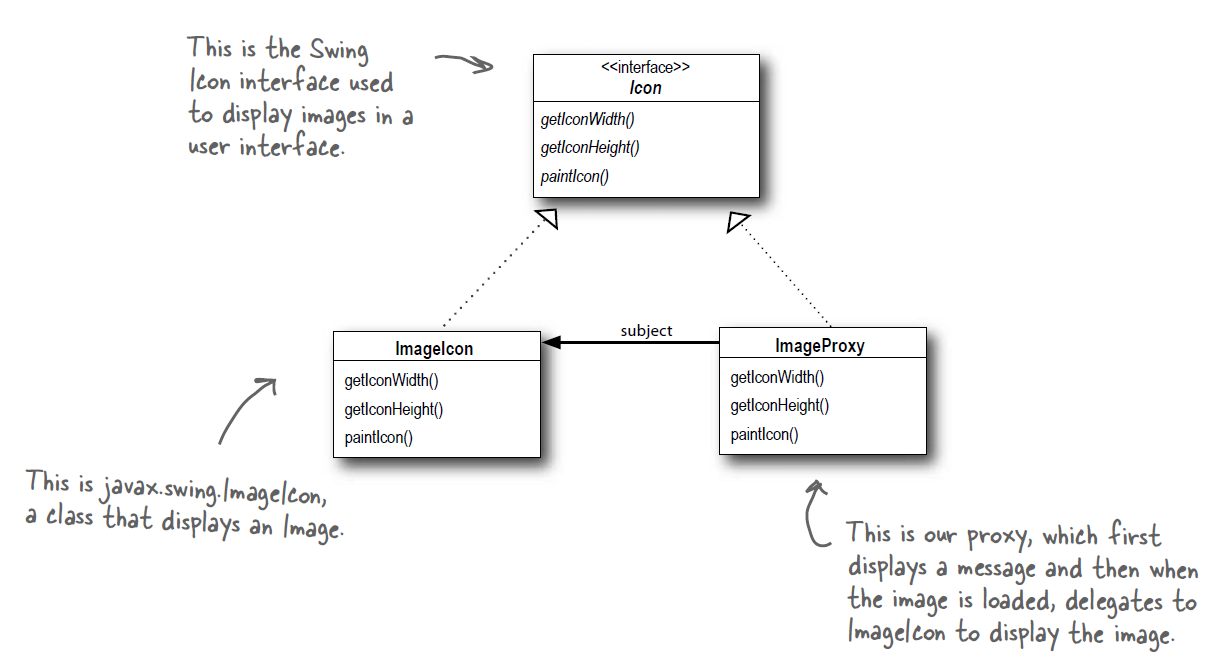 This is the Swing
Icon interface used
to display images in a
user interface.
<<interface>>
Icon
getIconWidth()
getIconHeight()
paintIcon()
subject
ImageIcon
getIconWidth()
getIconHeight()
paintIcon()
ImageProxy
getIconWidth()
getIconHeight()
paintIcon()
This is javax.swing.ImageIcon,
a class that displays an Image.
This is our proxy, which first
displays a message and then when
the image is loaded, delegates to
ImageIcon to display the image.